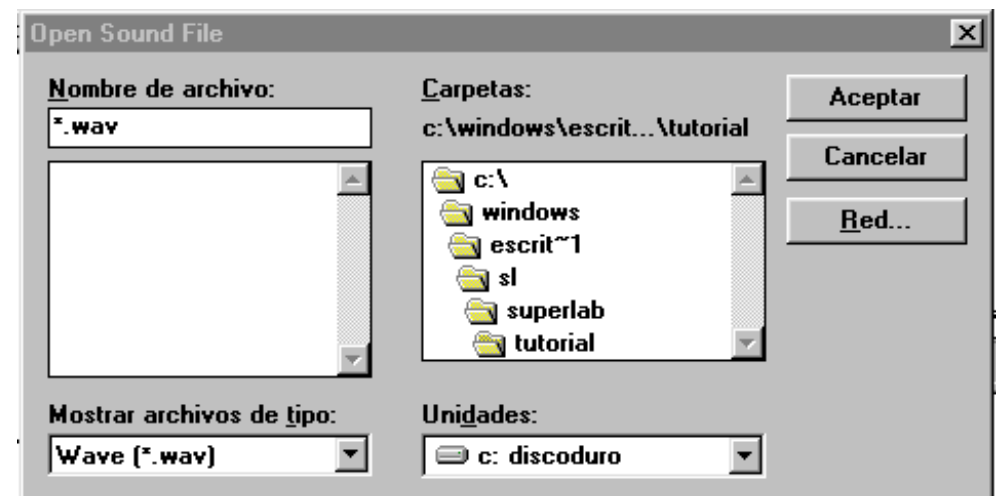 Open Sound File
Nombre de archivo:
*.wav
Carpetas:
c:\windows\escrit...\tutorial
c:\
windows
escrit~1
sl
superlab
tutorial
Aceptar
Cancelar
Red...
Mostrar archivos de tipo:
Wave (*.wav)
Unidades:
c: discoduro